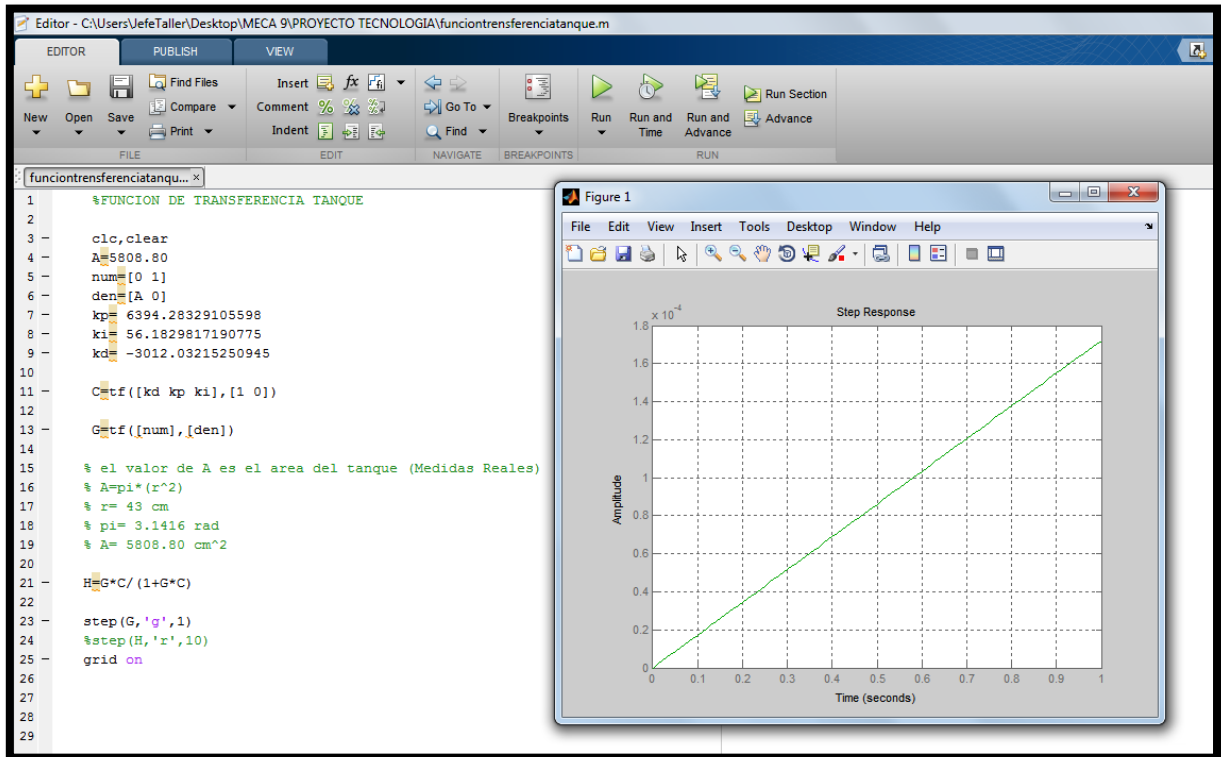 Editor - C:\Users\JefeTaller\Desktop\MECA 9\PROYECTO TECNOLOGIA\funciontrensferenciatanque.m
EDITOR PUBLISH VIEW
New Open Save
Find Files
Compare
Print
FILE
Insert fx
Comment
Indent
EDIT
Go To
Find
NAVIGATE
Breakpoints
BREAKPOINTS
Run
Run and Time
Run and Advance
Run Section
Advance
RUN
funciontrensferenciatanqu... ×
1 %FUNCION DE TRANSFERENCIA TANQUE
2
3 - clc,clear
4 - A=5808.80
5 - num=[0 1]
6 - den=[A 0]
7 - kp= 6394.28329105598
8 - ki= 56.1829817190775
9 - kd= -3012.03215250945
10
11 - C=tf([kd kp ki],[1 0])
12
13 - G=tf([num],[den])
14
15 % el valor de A es el area del tanque (Medidas Reales)
16 % A=pi*(r^2)
17 % r= 43 cm
18 % pi= 3.1416 rad
19 % A= 5808.80 cm^2
20
21 - H=G*C/(1+G*C)
22
23 - step(G,'g',1)
24 %step(H,'r',10)
25 - grid on
26
27
28
29
Figure 1
File Edit View Insert Tools Desktop Window Help
Step Response
x 10^-4
1.8
1.6
1.4
1.2
1
0.8
0.6
0.4
0.2
0
Amplitude
0 0.1 0.2 0.3 0.4 0.5 0.6 0.7 0.8 0.9 1
Time (seconds)